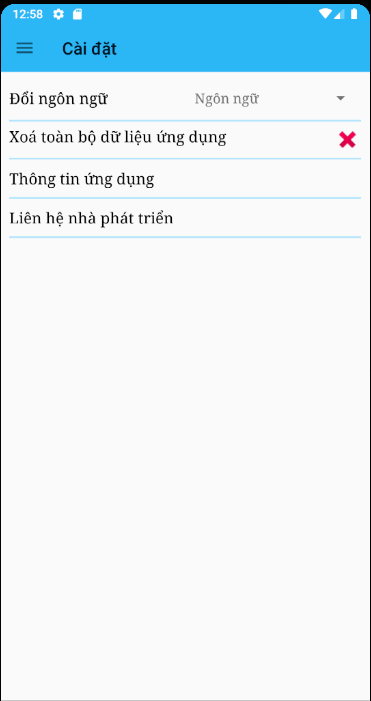 12:58
Cài đặt
Đổi ngôn ngữ Ngôn ngữ
Xoá toàn bộ dữ liệu ứng dụng
Thông tin ứng dụng
Liên hệ nhà phát triển